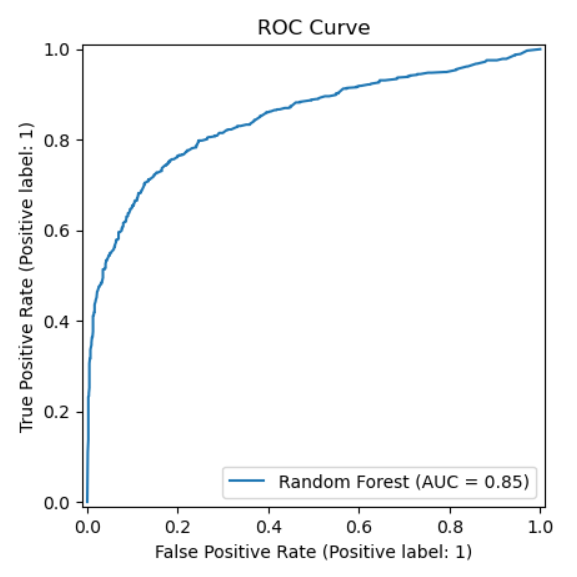 ROC Curve
1.0
0.8
0.6
0.4
0.2
0.0
True Positive Rate (Positive label: 1)
Random Forest (AUC = 0.85)
0.0 0.2 0.4 0.6 0.8 1.0
False Positive Rate (Positive label: 1)